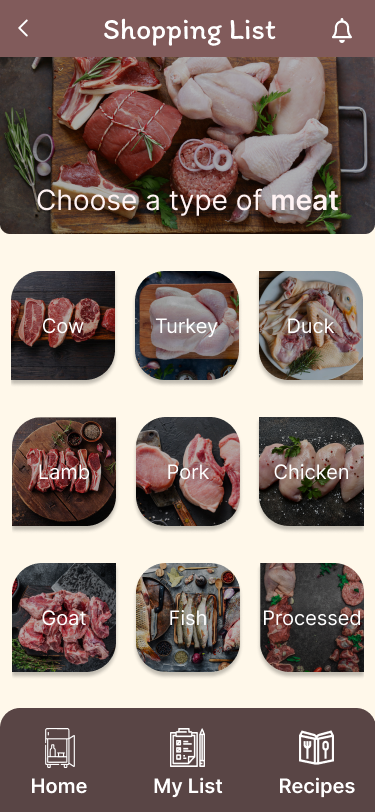 Shopping List
Choose a type of meat
Cow
Turkey
Duck
Lamb
Pork
Chicken
Goat
Fish
Processed
Home
My List
Recipes